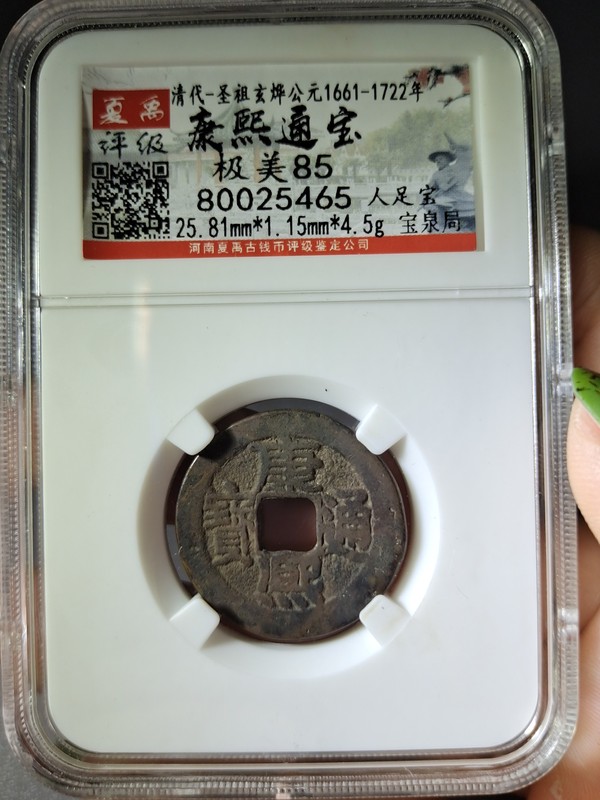 夏禹
评级
清代-圣祖玄烨公元1661-1722年
康熙通宝
极美85
80025465 人足宝
25.81mm*1.15mm*4.5g 宝泉局
河南夏禹古钱币评级鉴定公司
康熙通寶